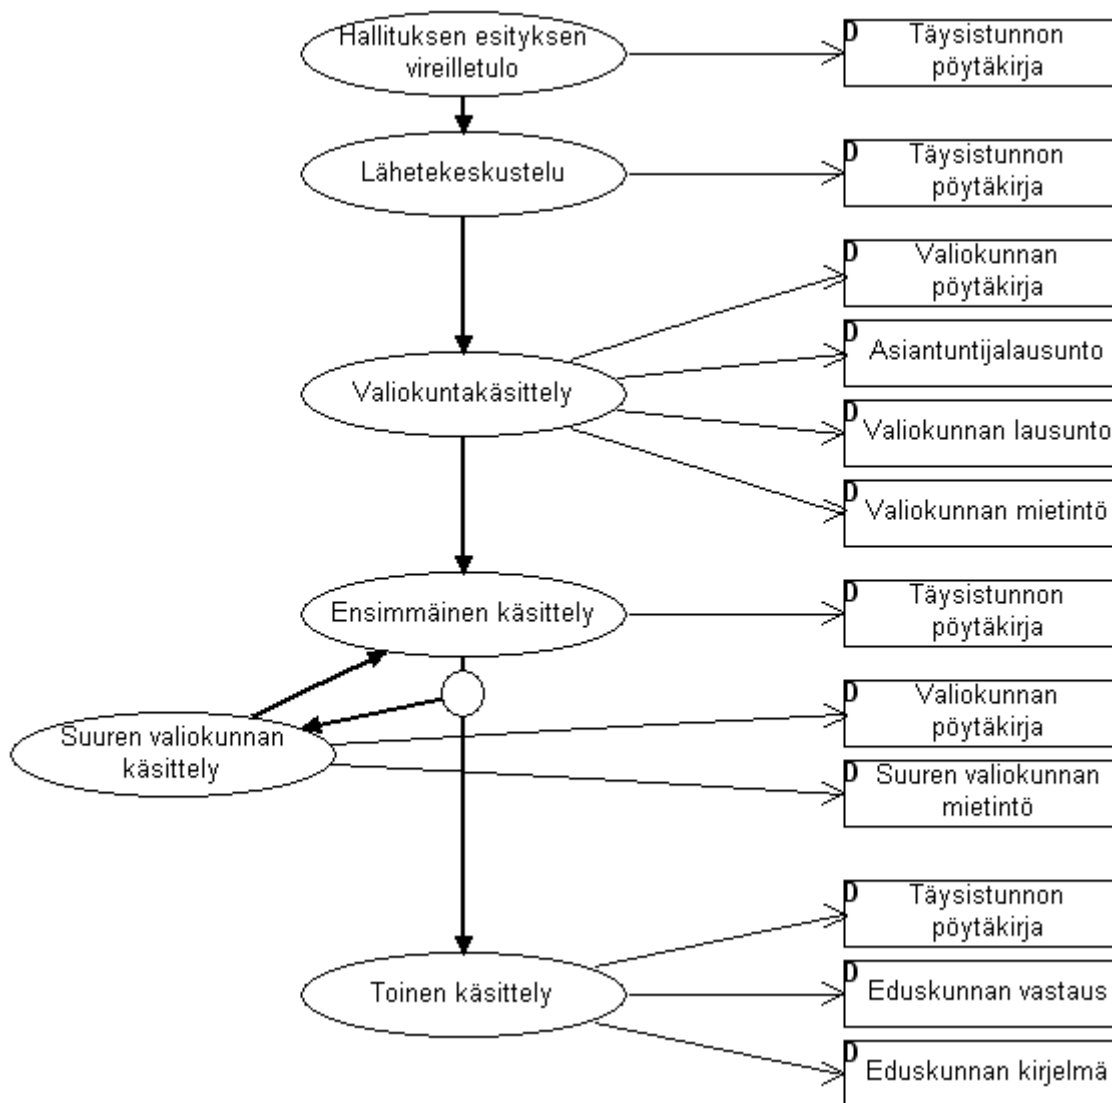 Hallituksen esityksen
vireilletulo
D
Täysistunnon
pöytäkirja
Lähetekeskustelu
D
Täysistunnon
pöytäkirja
D
Valiokunnan
pöytäkirja
Valiokuntakäsittely
D
Asiantuntijalausunto
D
Valiokunnan lausunto
D
Valiokunnan mietintö
Ensimmäinen käsittely
D
Täysistunnon
pöytäkirja
Suuren valiokunnan
käsittely
D
Valiokunnan
pöytäkirja
D
Suuren valiokunnan
mietintö
D
Täysistunnon
pöytäkirja
Toinen käsittely
D
Eduskunnan vastaus
D
Eduskunnan kirjelmä